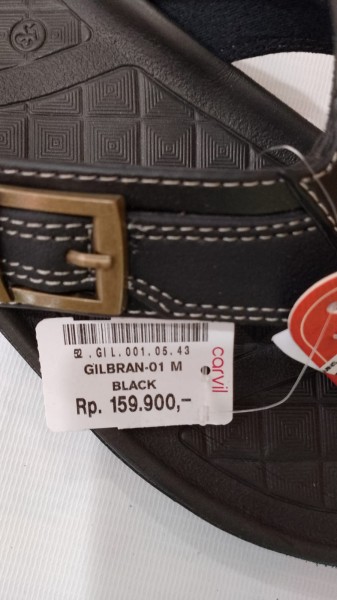 52.GIL.001.05.43
GILBRAN-01 M
BLACK
Rp. 159.900,-
carvil